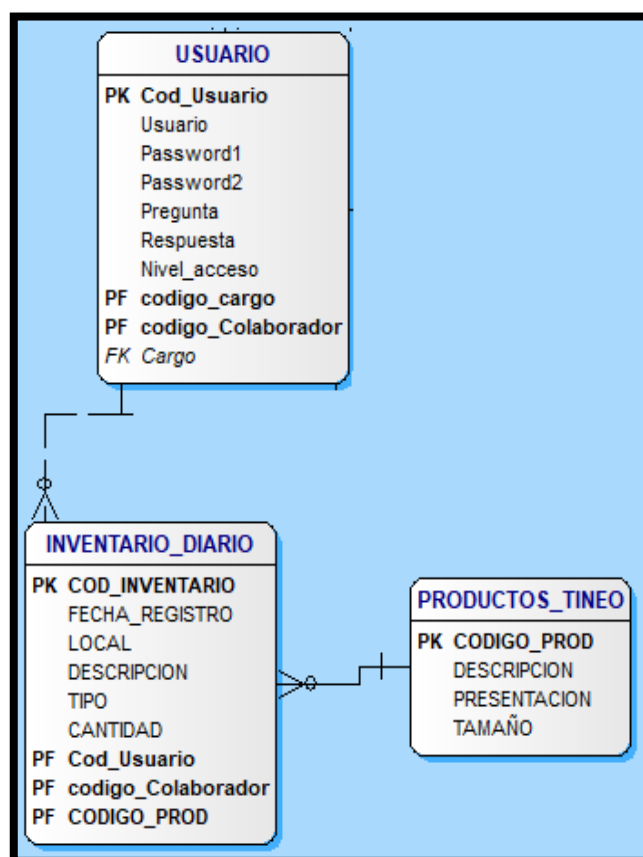 USUARIO
PK Cod_Usuario
Usuario
Password1
Password2
Pregunta
Respuesta
Nivel_acceso
PF codigo_cargo
PF codigo_Colaborador
FK Cargo
INVENTARIO_DIARIO
PK COD_INVENTARIO
FECHA_REGISTRO
LOCAL
DESCRIPCION
TIPO
CANTIDAD
PF Cod_Usuario
PF codigo_Colaborador
PF CODIGO_PROD
PRODUCTOS_TINEO
PK CODIGO_PROD
DESCRIPCION
PRESENTACION
TAMAÑO